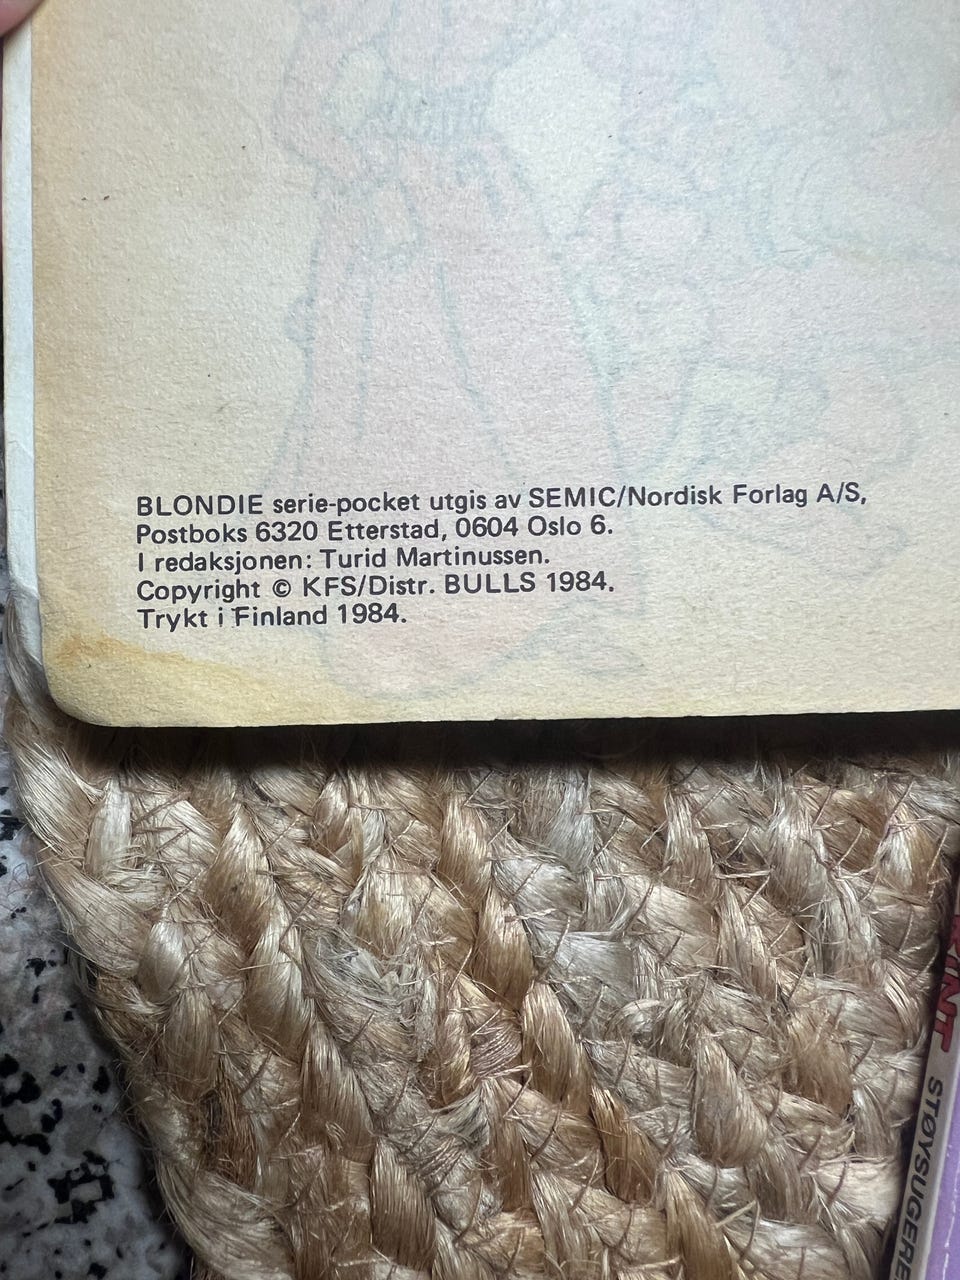 BLONDIE serie-pocket utgis av SEMIC/Nordisk Forlag A/S,
Postboks 6320 Etterstad, 0604 Oslo 6.
I redaksjonen: Turid Martinussen.
Copyright © KFS/Distr. BULLS 1984.
Trykt i Finland 1984.
STØYSUGERE